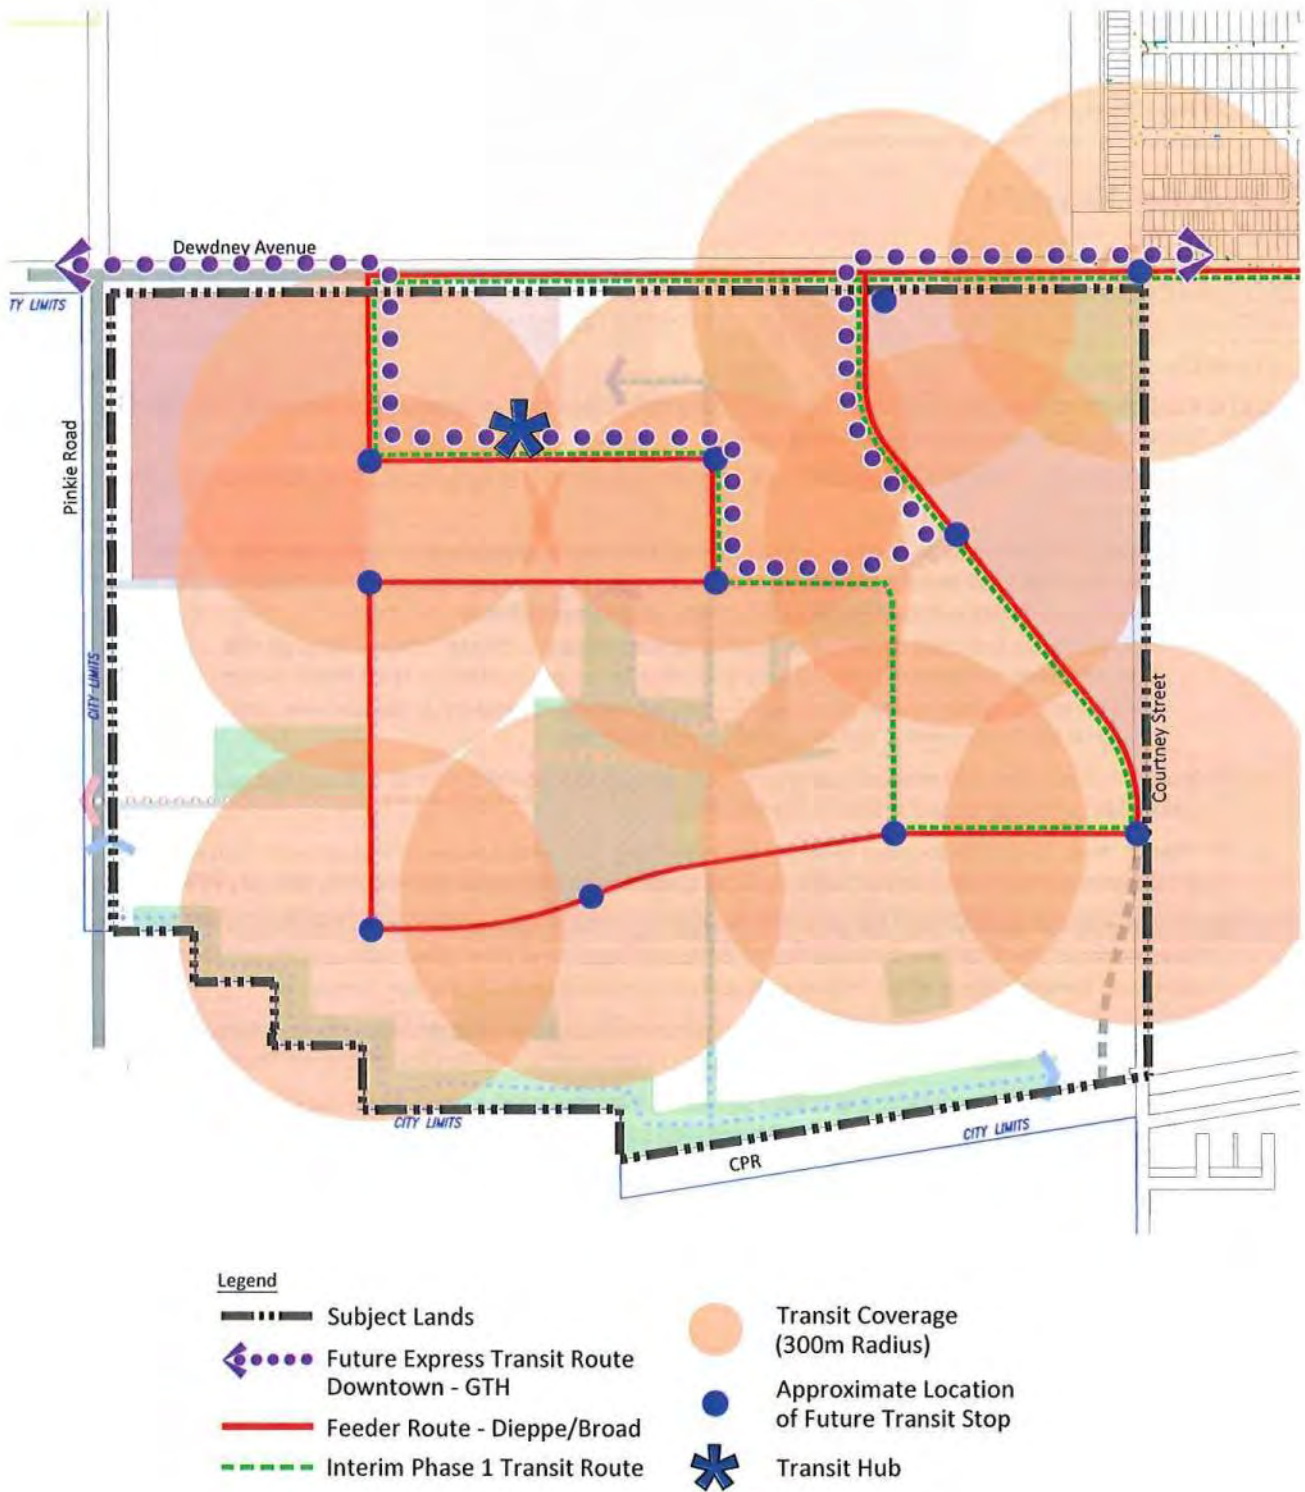 Dewdney Avenue
TY LIMITS
Pinkie Road
CITY LIMITS
Courtney Street
CITY LIMITS
CITY LIMITS
CPR
Legend
Subject Lands
Future Express Transit Route
Downtown - GTH
Feeder Route - Dieppe/Broad
Interim Phase 1 Transit Route
Transit Coverage
(300m Radius)
Approximate Location
of Future Transit Stop
Transit Hub